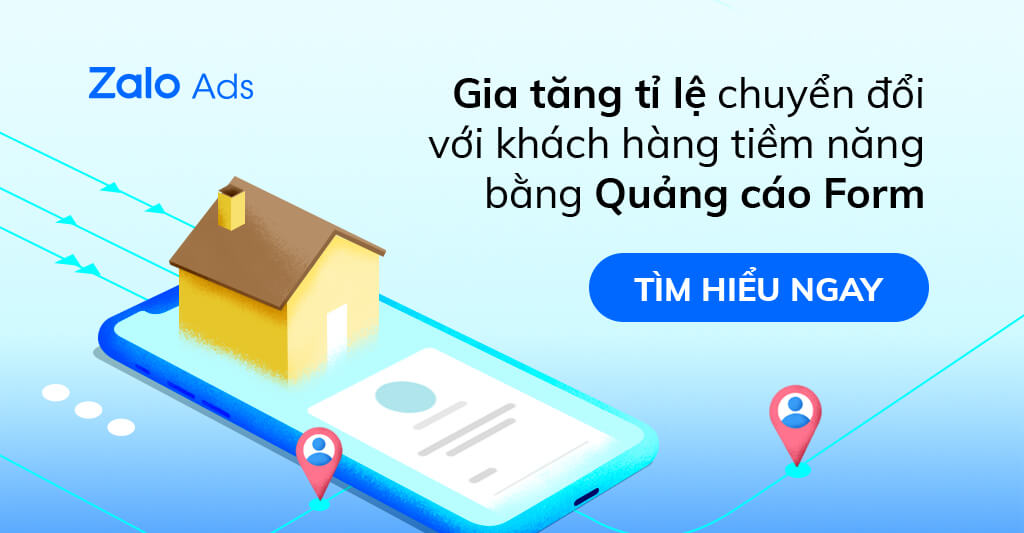 Zalo Ads
Gia tăng tỉ lệ chuyển đổi
với khách hàng tiềm năng
bằng Quảng cáo Form
TÌM HIỂU NGAY